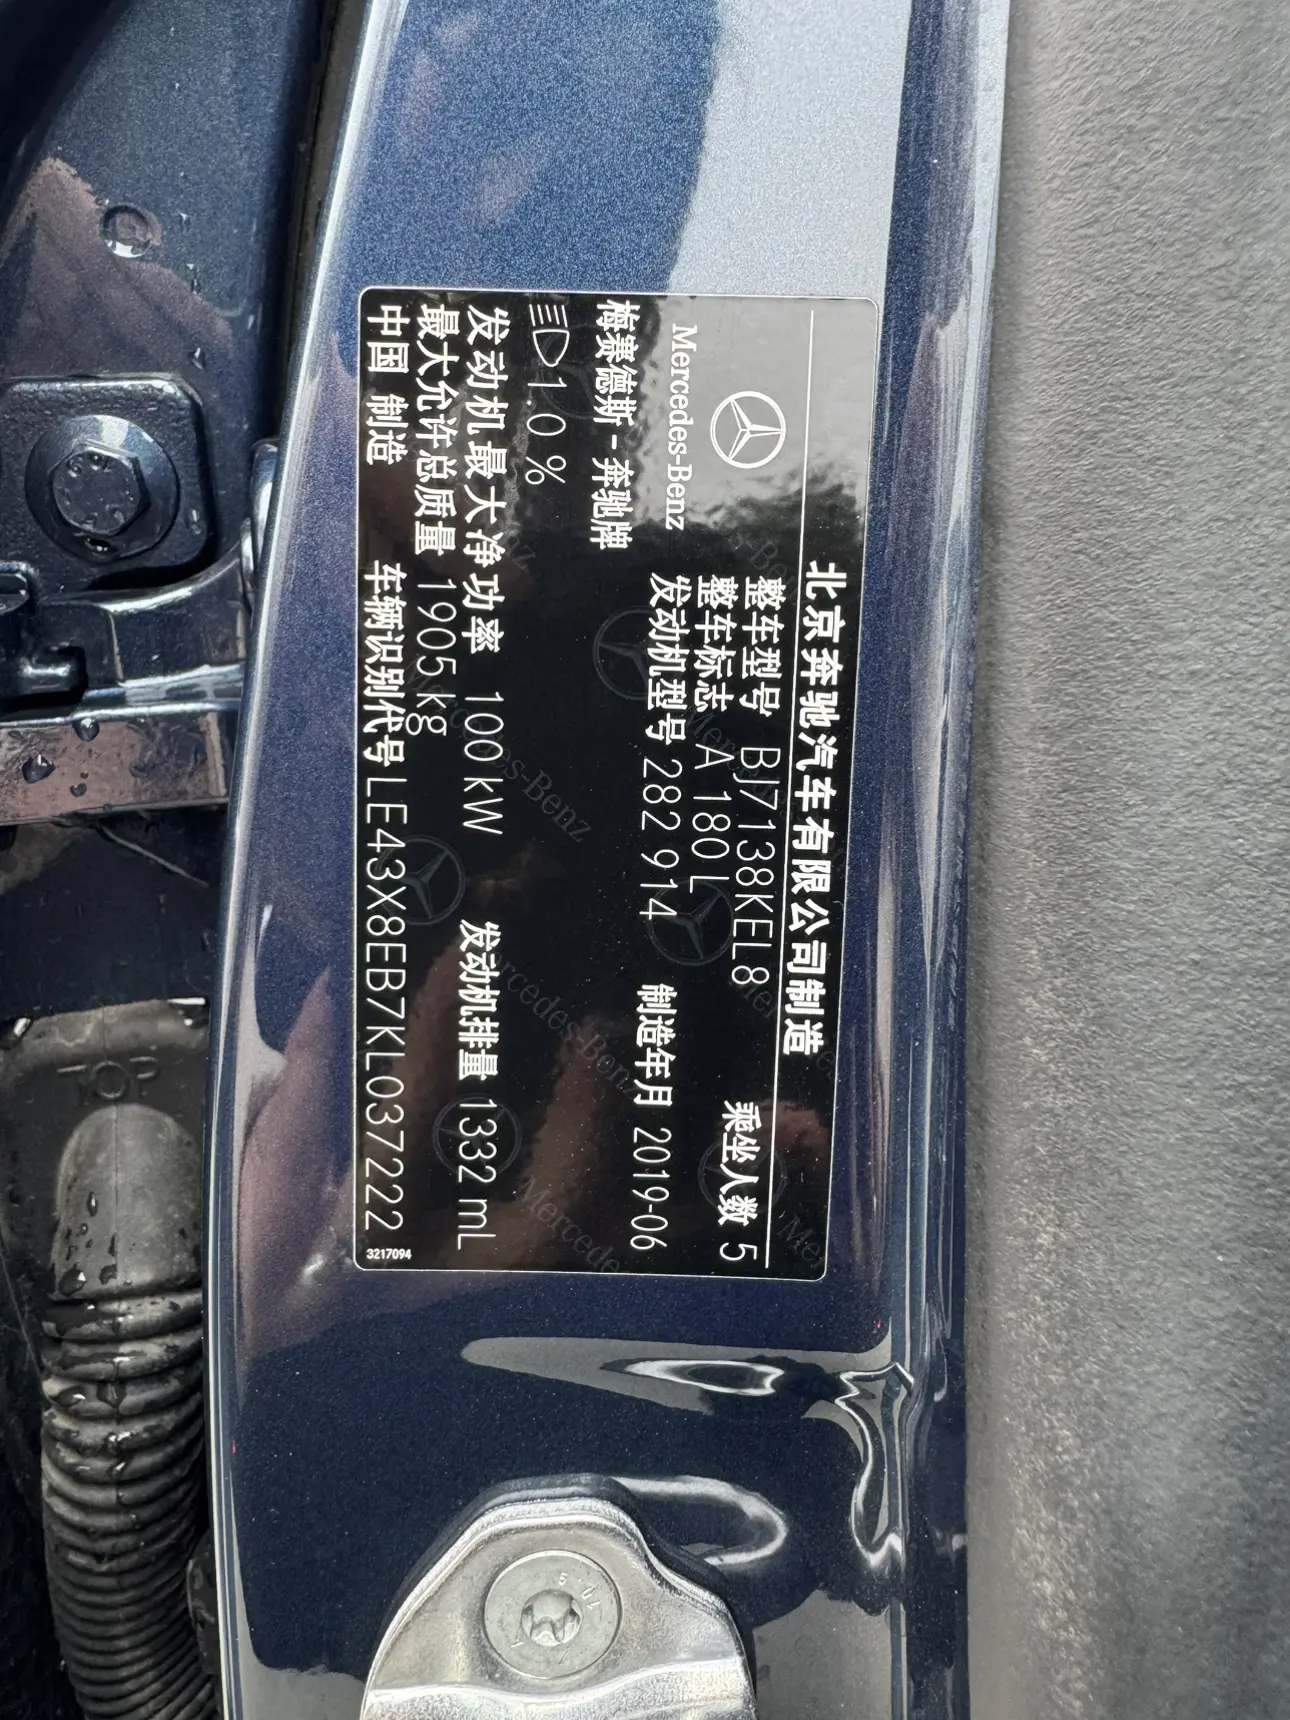 北京奔驰汽车有限公司制造
Mercedes-Benz
整车型号 BJ7138KEL8 乘坐人数 5
整车标志 A 180 L
梅赛德斯-奔驰牌 发动机型号 282 914 制造年月 2019-06
1.0%
发动机最大净功率 100 kW 发动机排量 1332 mL
最大允许总质量 1905 kg
中国 制造 车辆识别代号 LE43X8EB7KL037222
3217094
TOP